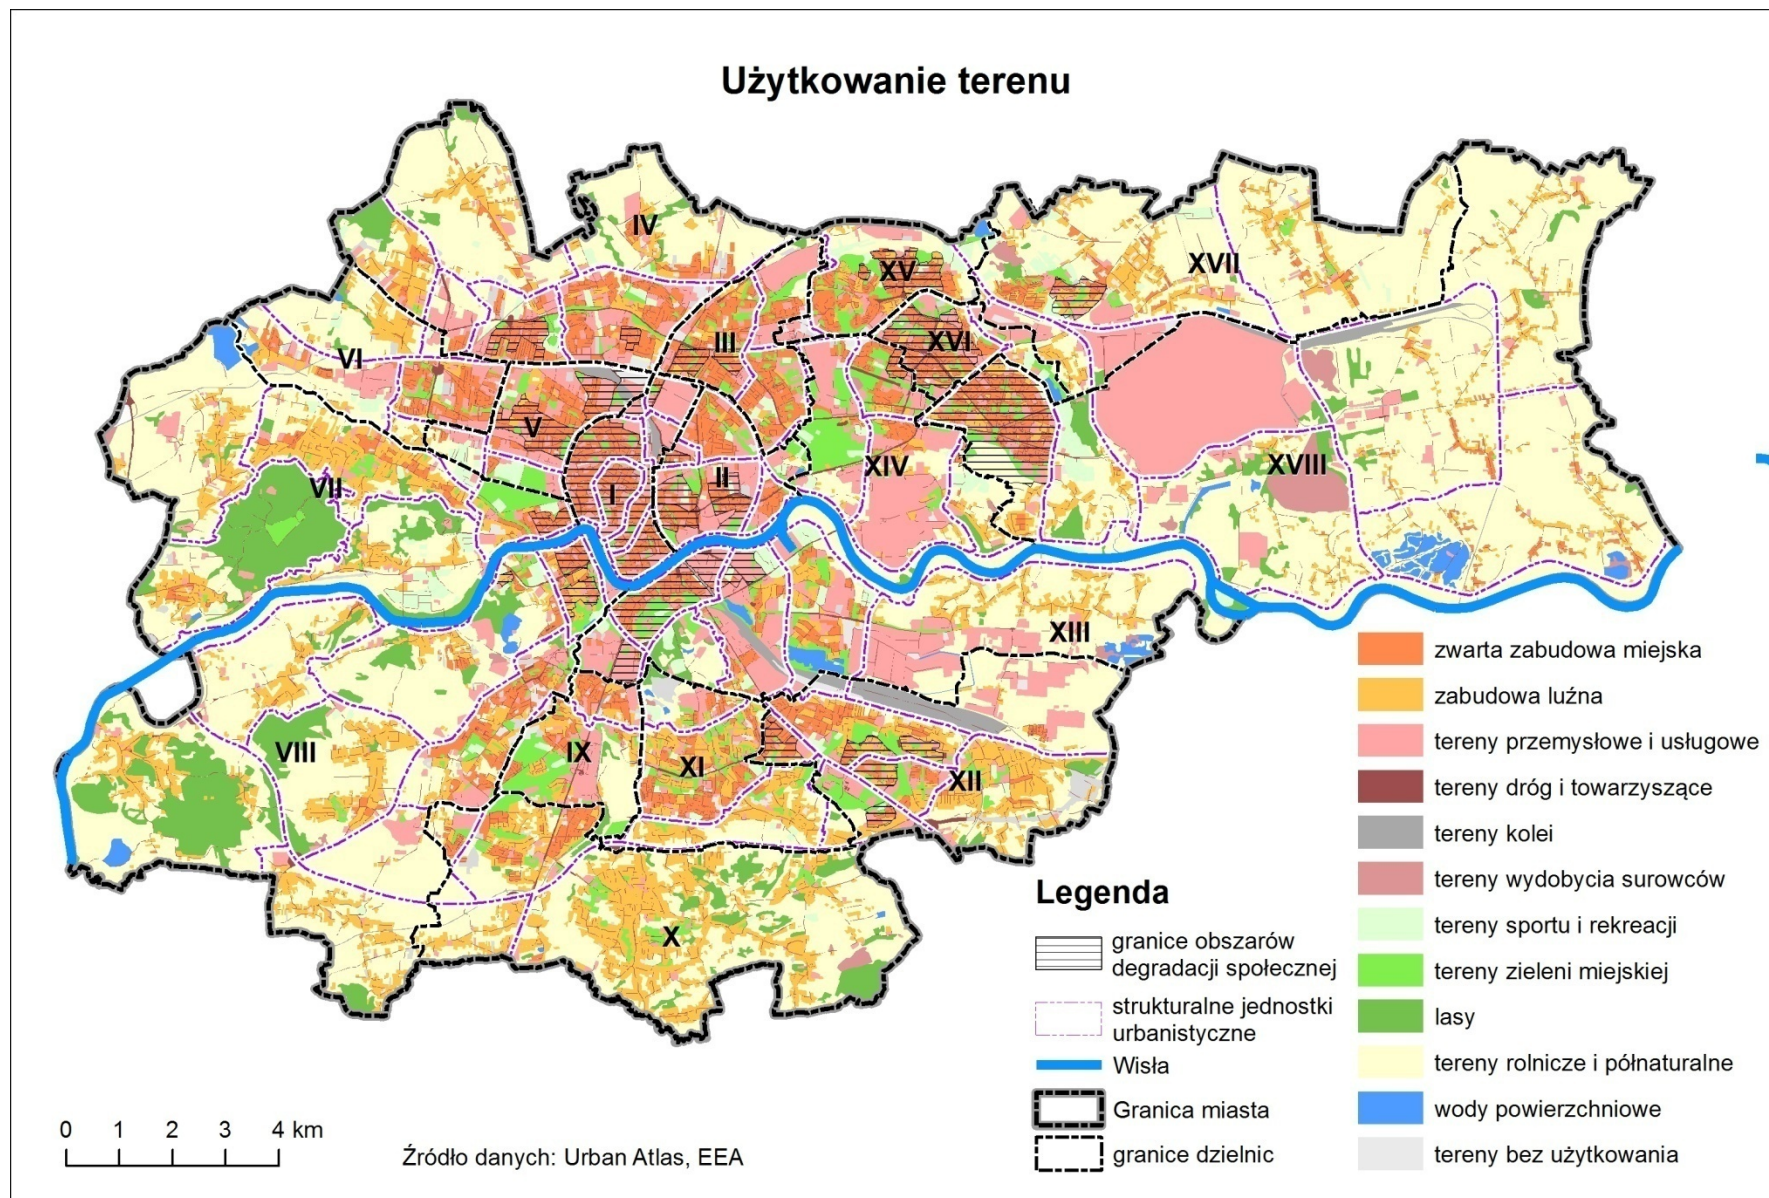 Użytkowanie terenu
IV
XV
XVII
III
XVI
VI
V
XIV
XVIII
VII
I
II
XIII
VIII
IX
XI
XII
X
zwarta zabudowa miejska
zabudowa luźna
tereny przemysłowe i usługowe
tereny dróg i towarzyszące
tereny kolei
tereny wydobycia surowców
tereny sportu i rekreacji
tereny zieleni miejskiej
lasy
tereny rolnicze i półnaturalne
wody powierzchniowe
tereny bez użytkowania
Legenda
granice obszarów
degradacji społecznej
strukturalne jednostki
urbanistyczne
Wisła
Granica miasta
granice dzielnic
0 1 2 3 4 km
Źródło danych: Urban Atlas, EEA